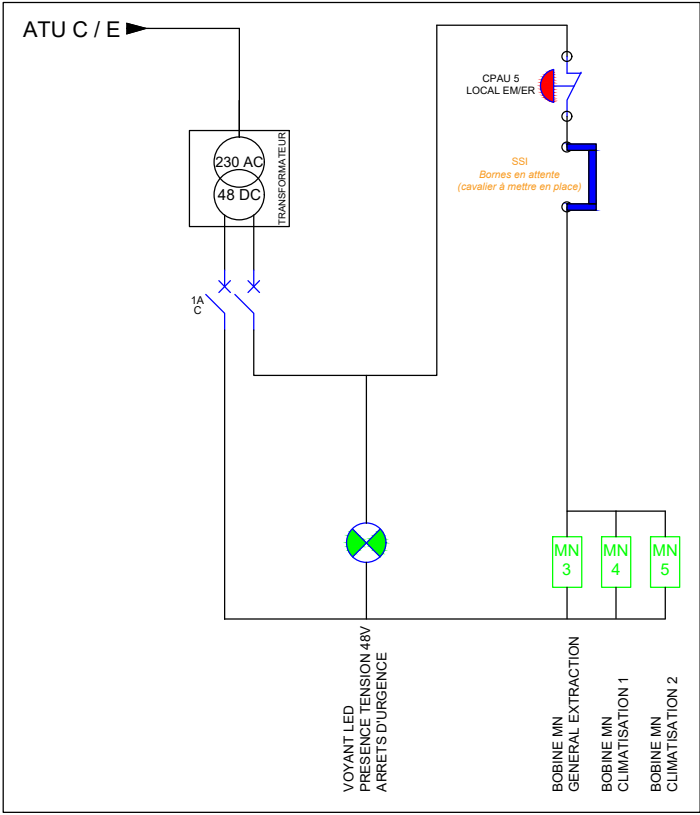 ATU C / E
CPAU 5
LOCAL EM/ER
TRANSFORMATEUR
230 AC
48 DC
SSI
Bornes en attente
(cavalier à mettre en place)
1A
C
MN
3
MN
4
MN
5
VOYANT LED
PRESENCE TENSION 48V
ARRETS D'URGENCE
BOBINE MN
GENERAL EXTRACTION
BOBINE MN
CLIMATISATION 1
BOBINE MN
CLIMATISATION 2